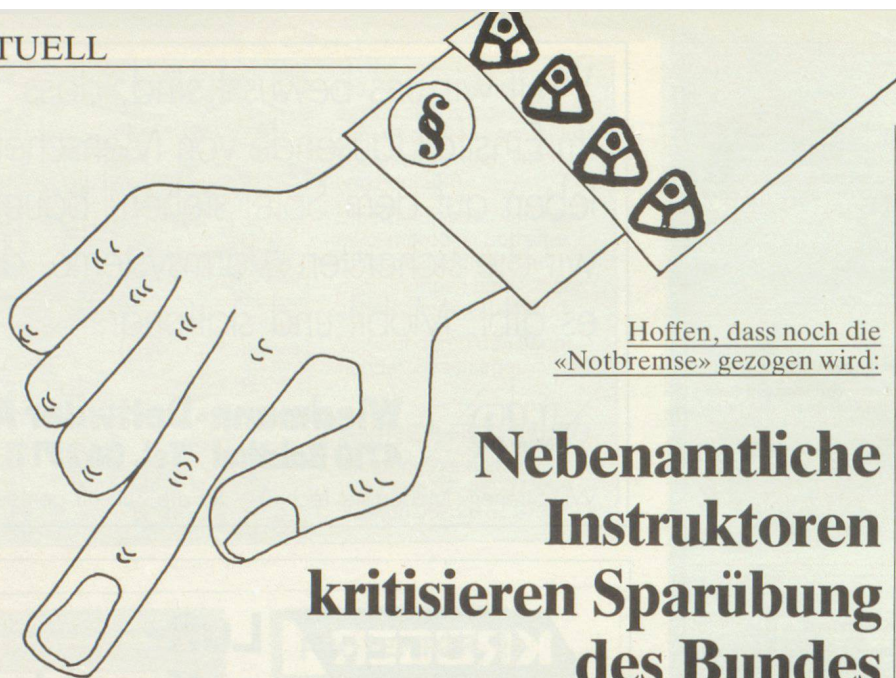 TUELL
§
Hoffen, dass noch die
«Notbremse» gezogen wird:
Nebenamtliche
Instruktoren
kritisieren Sparübung
des Bundes